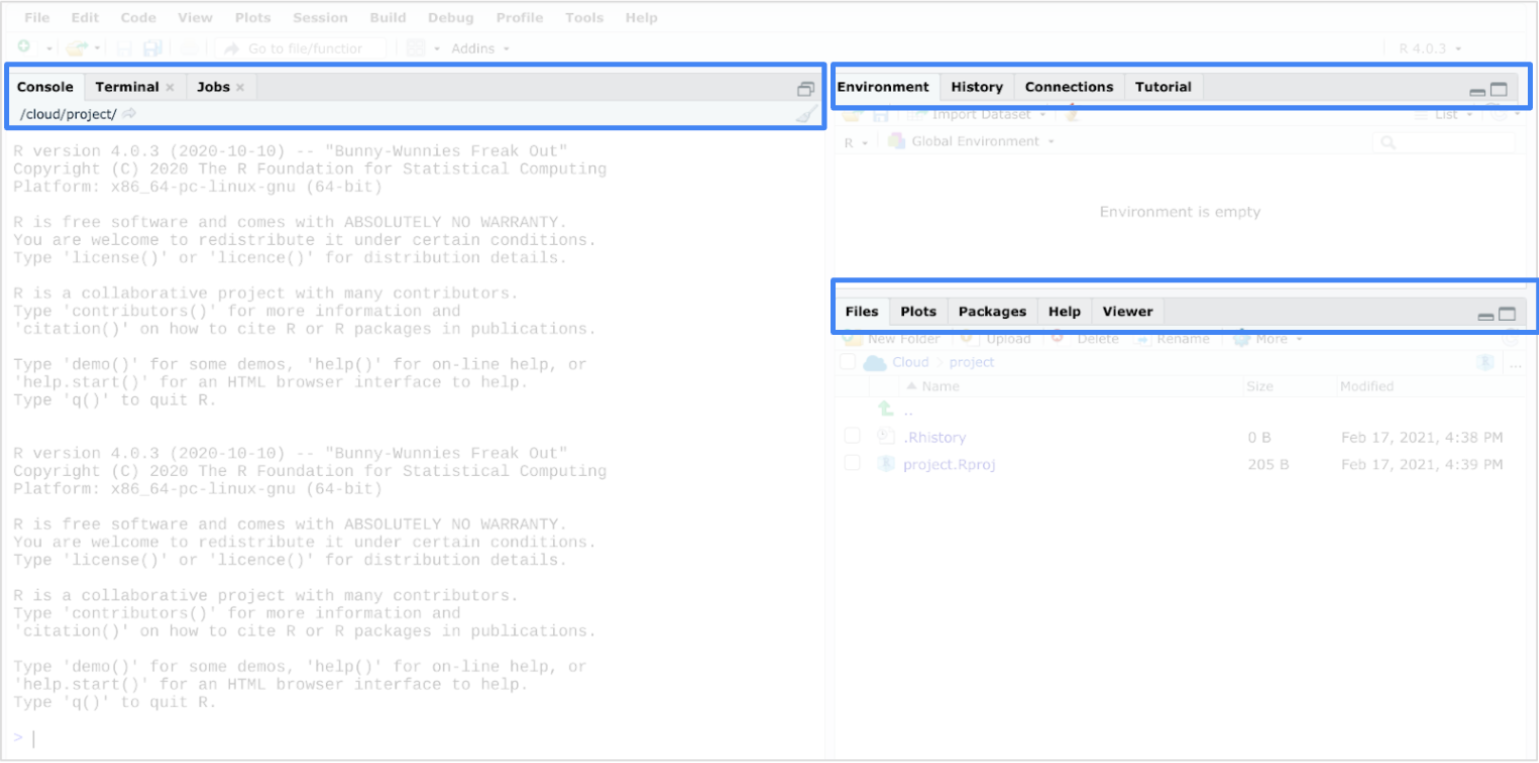 File Edit Code View Plots Session Build Debug Profile Tools Help
Go to file/function Addins R 4.0.3
Console Terminal Jobs
/cloud/project/
R version 4.0.3 (2020-10-10) -- "Bunny-Wunnies Freak Out"
Copyright (C) 2020 The R Foundation for Statistical Computing
Platform: x86_64-pc-linux-gnu (64-bit)
R is free software and comes with ABSOLUTELY NO WARRANTY.
You are welcome to redistribute it under certain conditions.
Type 'license()' or 'licence()' for distribution details.
R is a collaborative project with many contributors.
Type 'contributors()' for more information and
'citation()' on how to cite R or R packages in publications.
Type 'demo()' for some demos, 'help()' for on-line help, or
'help.start()' for an HTML browser interface to help.
Type 'q()' to quit R.
R version 4.0.3 (2020-10-10) -- "Bunny-Wunnies Freak Out"
Copyright (C) 2020 The R Foundation for Statistical Computing
Platform: x86_64-pc-linux-gnu (64-bit)
R is free software and comes with ABSOLUTELY NO WARRANTY.
You are welcome to redistribute it under certain conditions.
Type 'license()' or 'licence()' for distribution details.
R is a collaborative project with many contributors.
Type 'contributors()' for more information and
'citation()' on how to cite R or R packages in publications.
Type 'demo()' for some demos, 'help()' for on-line help, or
'help.start()' for an HTML browser interface to help.
Type 'q()' to quit R.
>
Environment History Connections Tutorial
Import Dataset List
R Global Environment
Environment is empty
Files Plots Packages Help Viewer
New Folder Upload Delete Rename More
Cloud > project ...
Name Size Modified
..
.Rhistory 0 B Feb 17, 2021, 4:38 PM
project.Rproj 205 B Feb 17, 2021, 4:39 PM